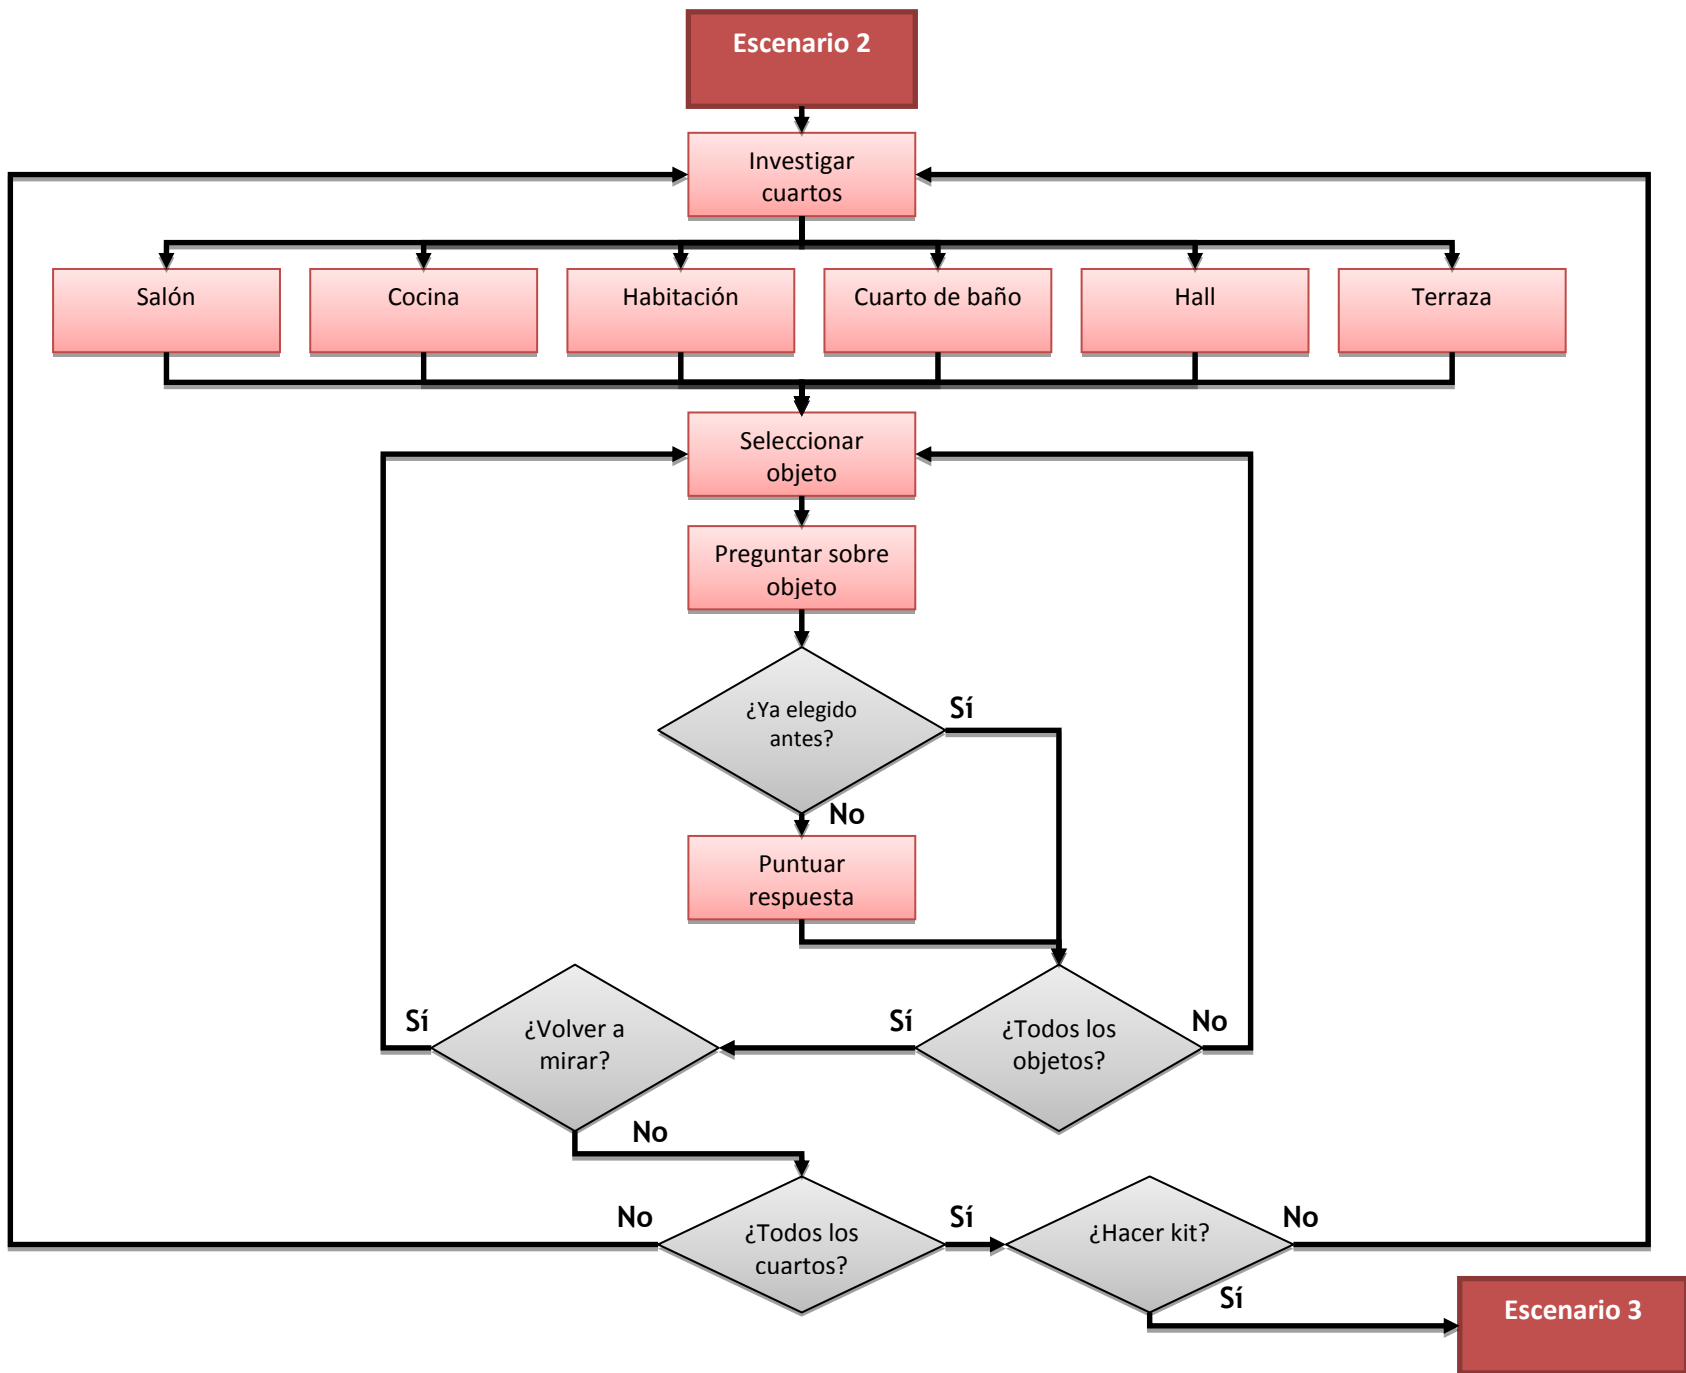 Escenario 2
Investigar
cuartos
Salón
Cocina
Habitación
Cuarto de baño
Hall
Terraza
Seleccionar
objeto
Preguntar sobre
objeto
¿Ya elegido
antes?
Sí
No
Puntuar
respuesta
Sí
¿Volver a
mirar?
Sí
¿Todos los
objetos?
No
No
No
¿Todos los
cuartos?
Sí
¿Hacer kit?
No
Sí
Escenario 3